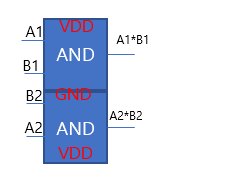 VDD
A1
A1*B1
AND
B1
B2
GND
A2*B2
A2
AND
VDD